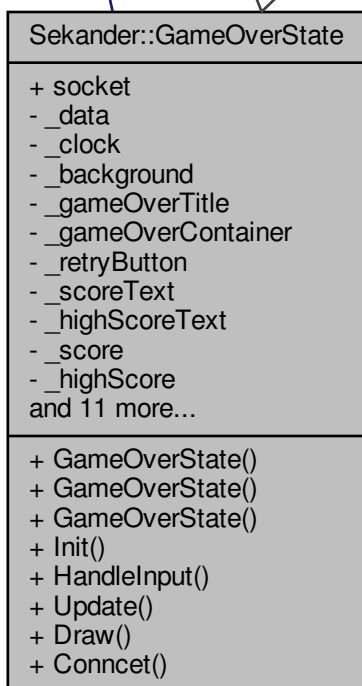 Sekander::GameOverState
+ socket
- _data
- _clock
- _background
- _gameOverTitle
- _gameOverContainer
- _retryButton
- _scoreText
- _highScoreText
- _score
- _highScore
and 11 more...
+ GameOverState()
+ GameOverState()
+ GameOverState()
+ Init()
+ HandleInput()
+ Update()
+ Draw()
+ Conncet()